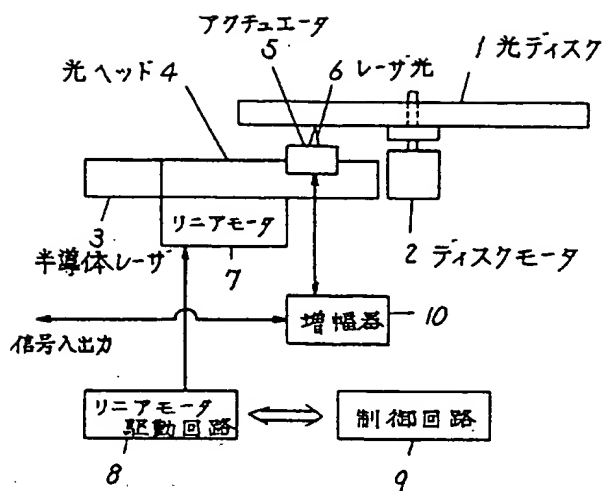 アクチュエータ
5
6 レーザ光
1 光ディスク
光ヘッド 4
リニアモータ
3
半導体レーザ
7
2 ディスクモータ
信号入出力
増幅器
10
リニアモータ
駆動回路
制御回路
8
9